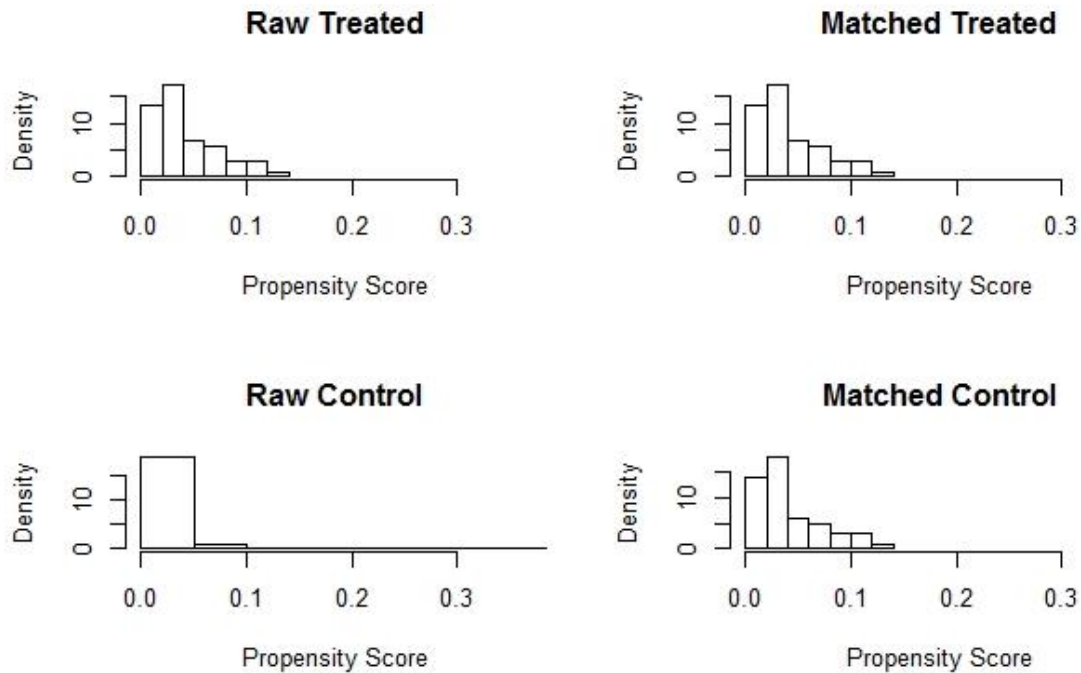 Raw Treated
Density
0 10
0.0 0.1 0.2 0.3
Propensity Score
Matched Treated
Density
0 10
0.0 0.1 0.2 0.3
Propensity Score
Raw Control
Density
0 10
0.0 0.1 0.2 0.3
Propensity Score
Matched Control
Density
0 10
0.0 0.1 0.2 0.3
Propensity Score